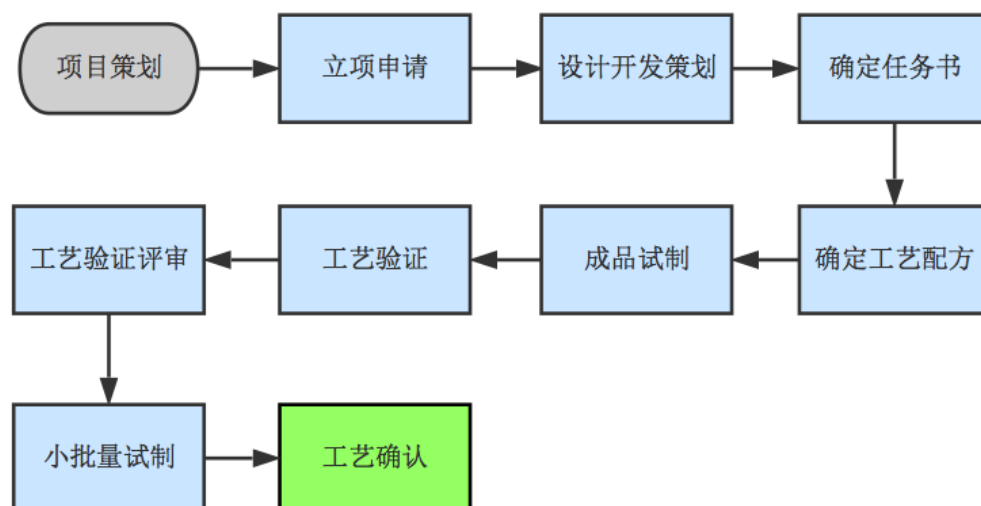 项目策划
立项申请
设计开发策划
确定任务书
确定工艺配方
成品试制
工艺验证
工艺验证评审
小批量试制
工艺确认